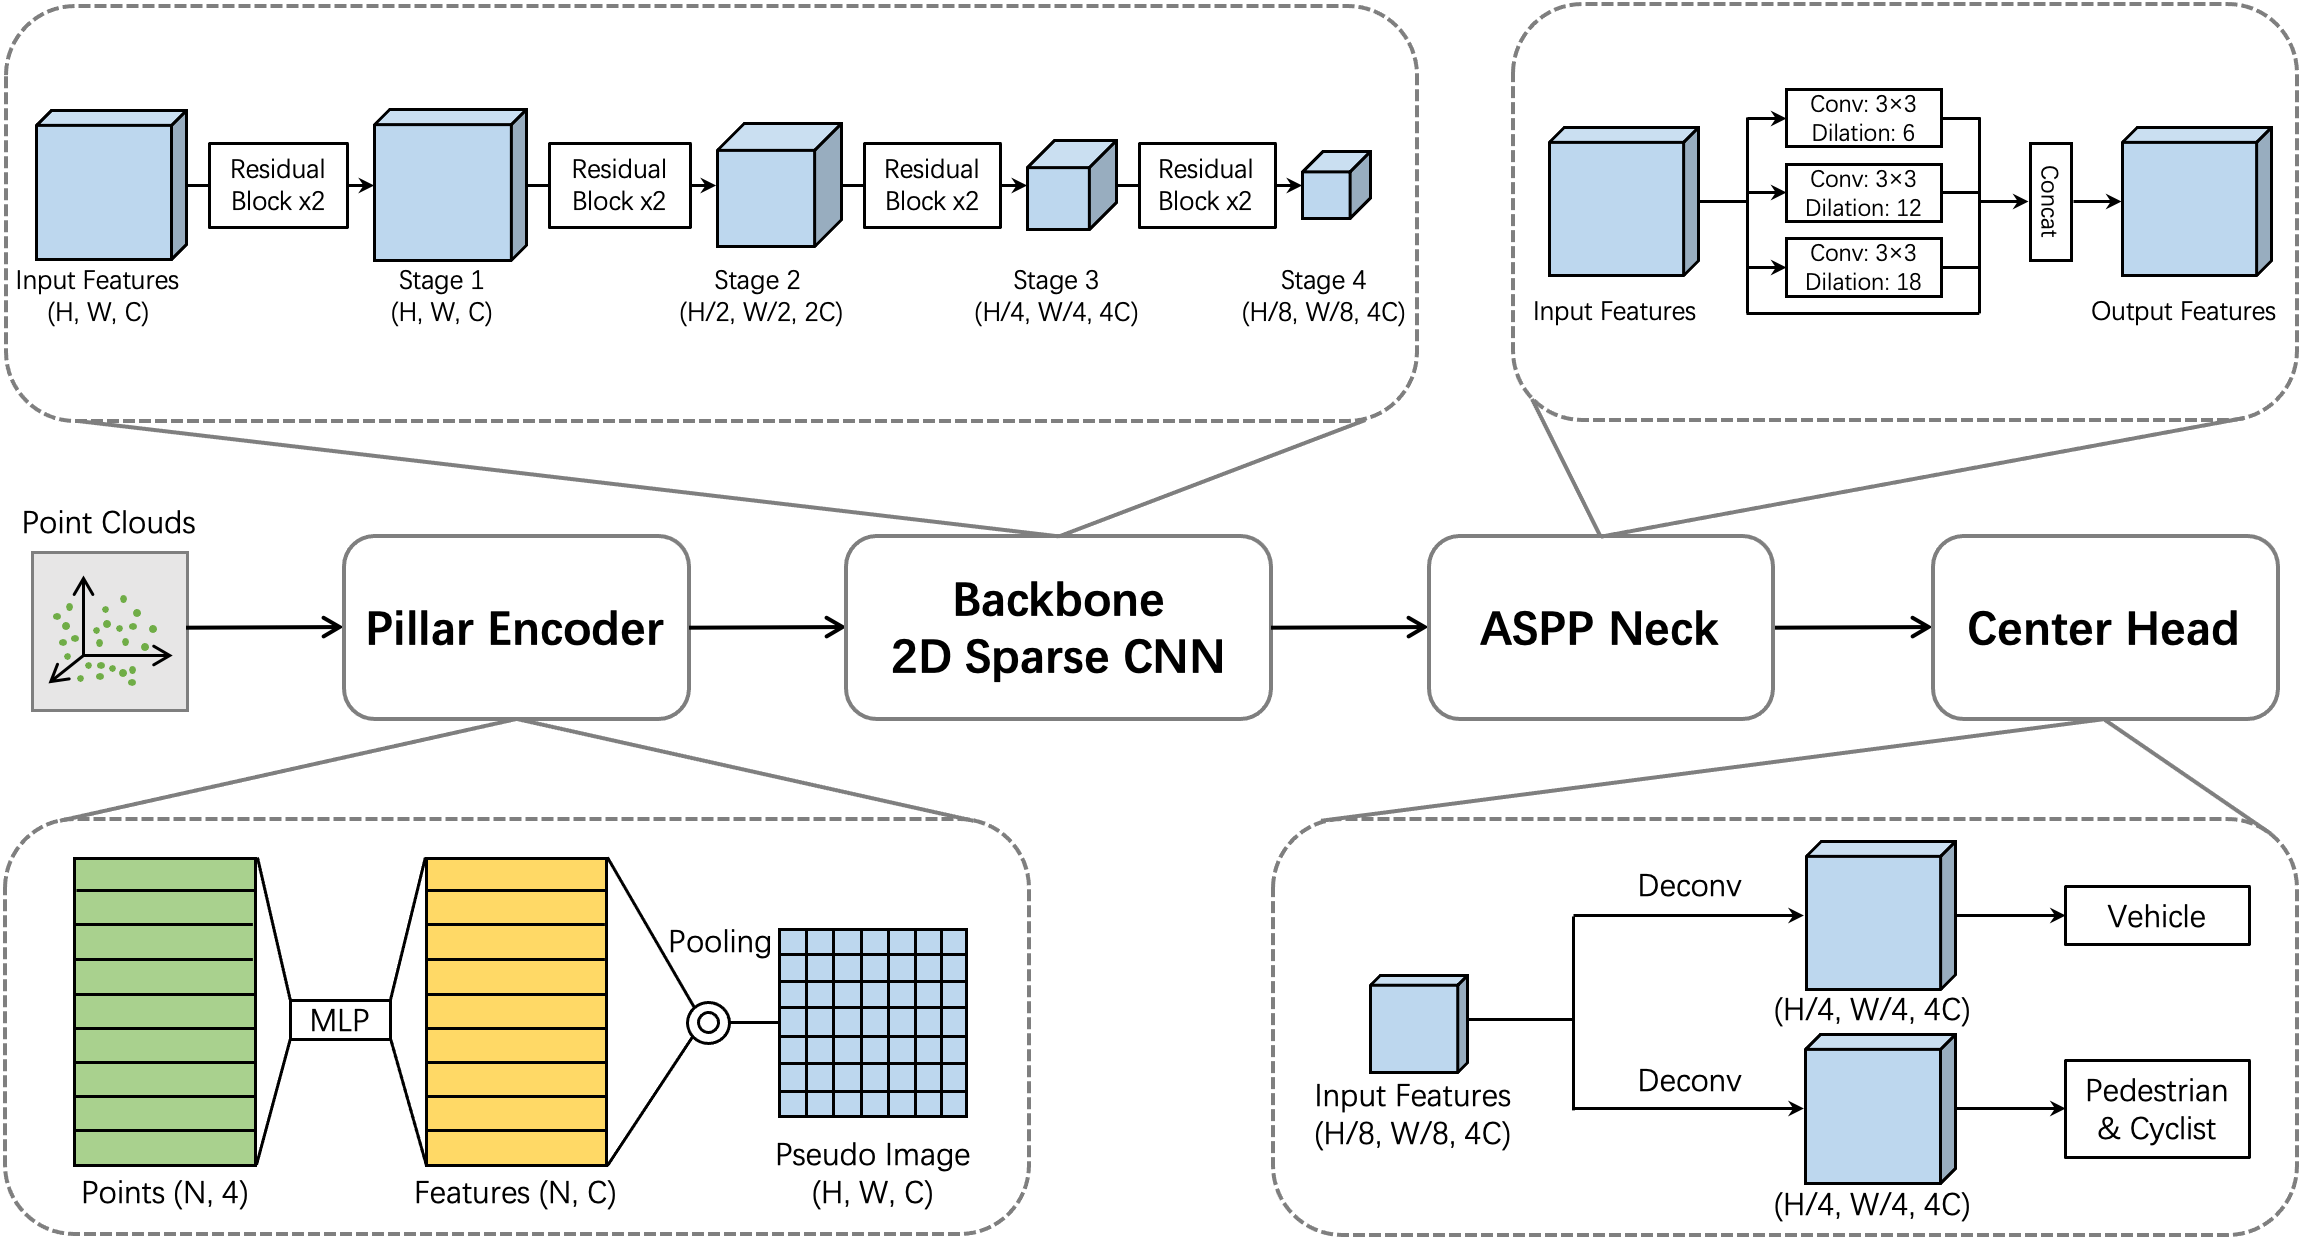 Residual
Block x2
Residual
Block x2
Residual
Block x2
Residual
Block x2
Input Features
(H, W, C)
Stage 1
(H, W, C)
Stage 2
(H/2, W/2, 2C)
Stage 3
(H/4, W/4, 4C)
Stage 4
(H/8, W/8, 4C)
Conv: 3×3
Dilation: 6
Conv: 3×3
Dilation: 12
Conv: 3×3
Dilation: 18
Concat
Input Features
Output Features
Point Clouds
Pillar Encoder
Backbone
2D Sparse CNN
ASPP Neck
Center Head
MLP
Pooling
Points (N, 4)
Features (N, C)
Pseudo Image
(H, W, C)
Input Features
(H/8, W/8, 4C)
Deconv
(H/4, W/4, 4C)
Vehicle
Deconv
(H/4, W/4, 4C)
Pedestrian
& Cyclist